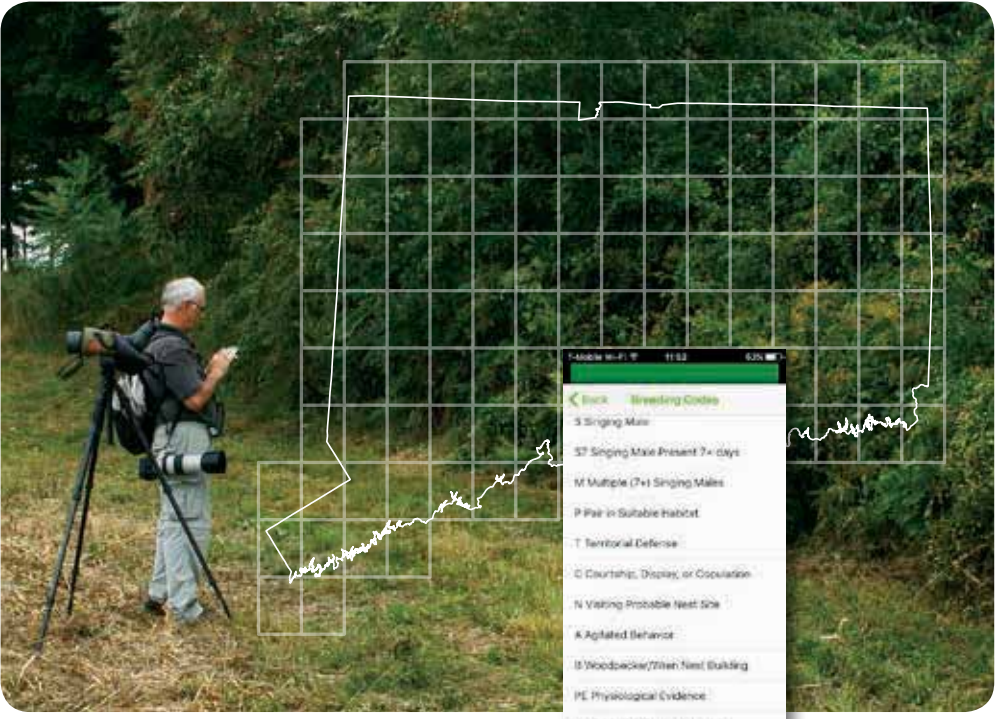 T-Mobile Wi-Fi 11:52 63%
Back Breeding Codes
S Singing Male
S7 Singing Male Present 7+ days
M Multiple (7+) Singing Males
P Pair in Suitable Habitat
T Territorial Defense
C Courtship, Display, or Copulation
N Visiting Probable Nest Site
A Agitated Behavior
B Woodpecker/Wren Nest Building
PE Physiological Evidence